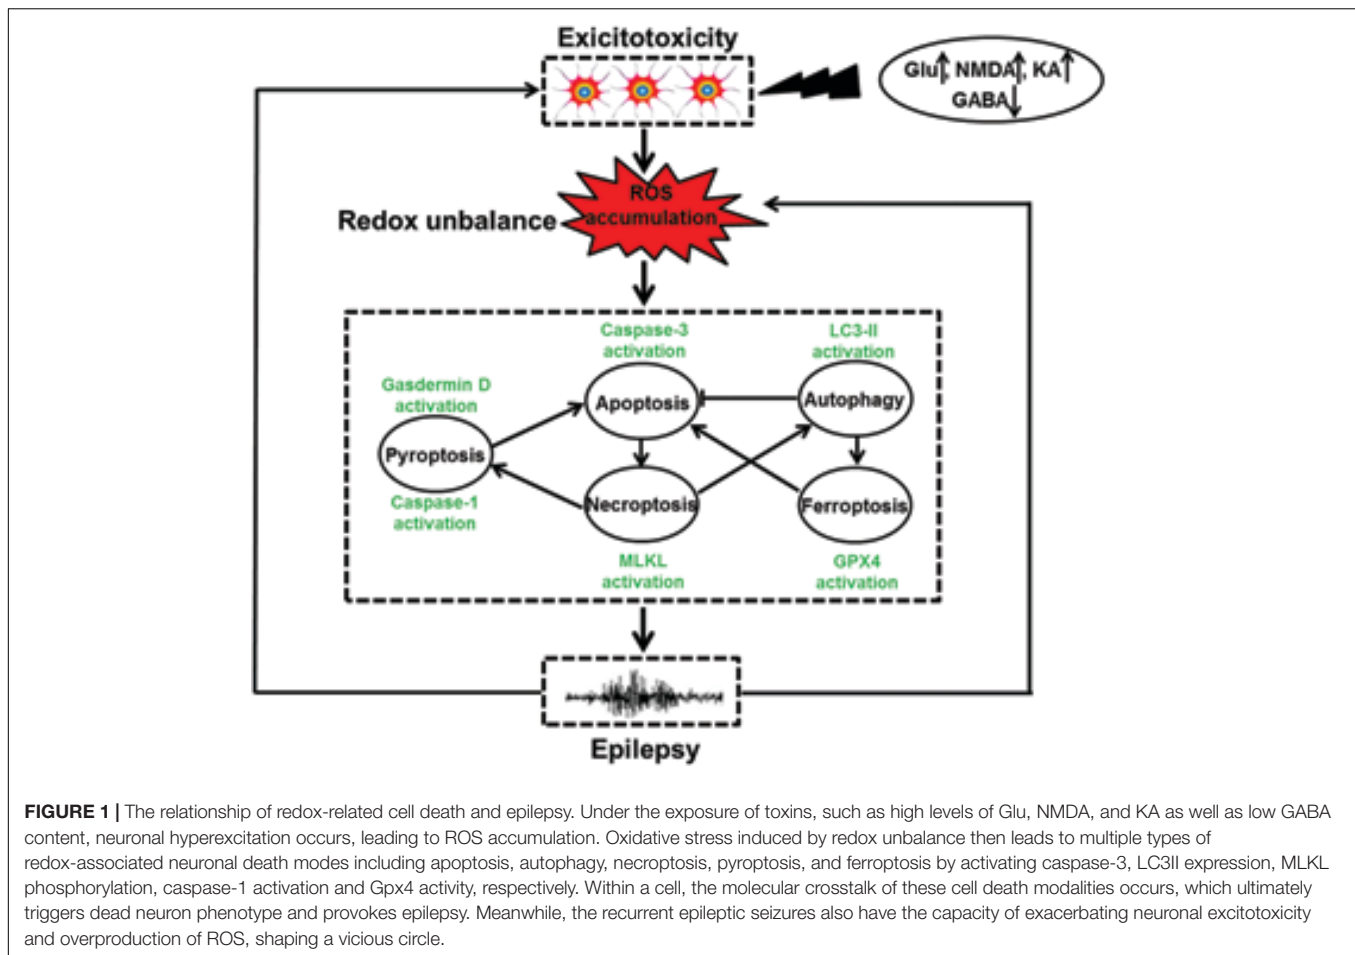 Exicitotoxicity
Glu, NMDA, KA
GABA
ROS
accumulation
Redox unbalance
Caspase-3
activation
LC3-II
activation
Gasdermin D
activation
Apoptosis
Autophagy
Pyroptosis
Caspase-1
activation
Necroptosis
Ferroptosis
MLKL
activation
GPX4
activation
Epilepsy
FIGURE 1 | The relationship of redox-related cell death and epilepsy. Under the exposure of toxins, such as high levels of Glu, NMDA, and KA as well as low GABA
content, neuronal hyperexcitation occurs, leading to ROS accumulation. Oxidative stress induced by redox unbalance then leads to multiple types of
redox-associated neuronal death modes including apoptosis, autophagy, necroptosis, pyroptosis, and ferroptosis by activating caspase-3, LC3II expression, MLKL
phosphorylation, caspase-1 activation and Gpx4 activity, respectively. Within a cell, the molecular crosstalk of these cell death modalities occurs, which ultimately
triggers dead neuron phenotype and provokes epilepsy. Meanwhile, the recurrent epileptic seizures also have the capacity of exacerbating neuronal excitotoxicity
and overproduction of ROS, shaping a vicious circle.